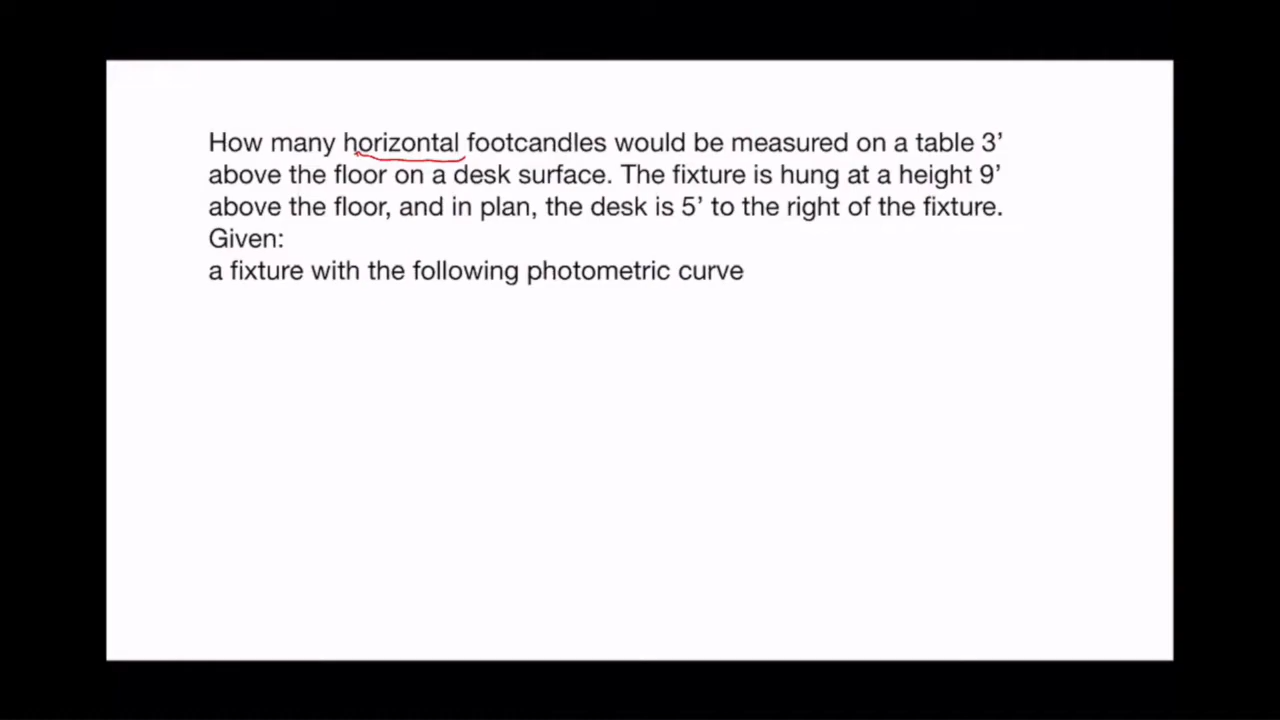 How many horizontal footcandles would be measured on a table 3’
above the floor on a desk surface. The fixture is hung at a height 9’
above the floor, and in plan, the desk is 5’ to the right of the fixture.
Given:
a fixture with the following photometric curve